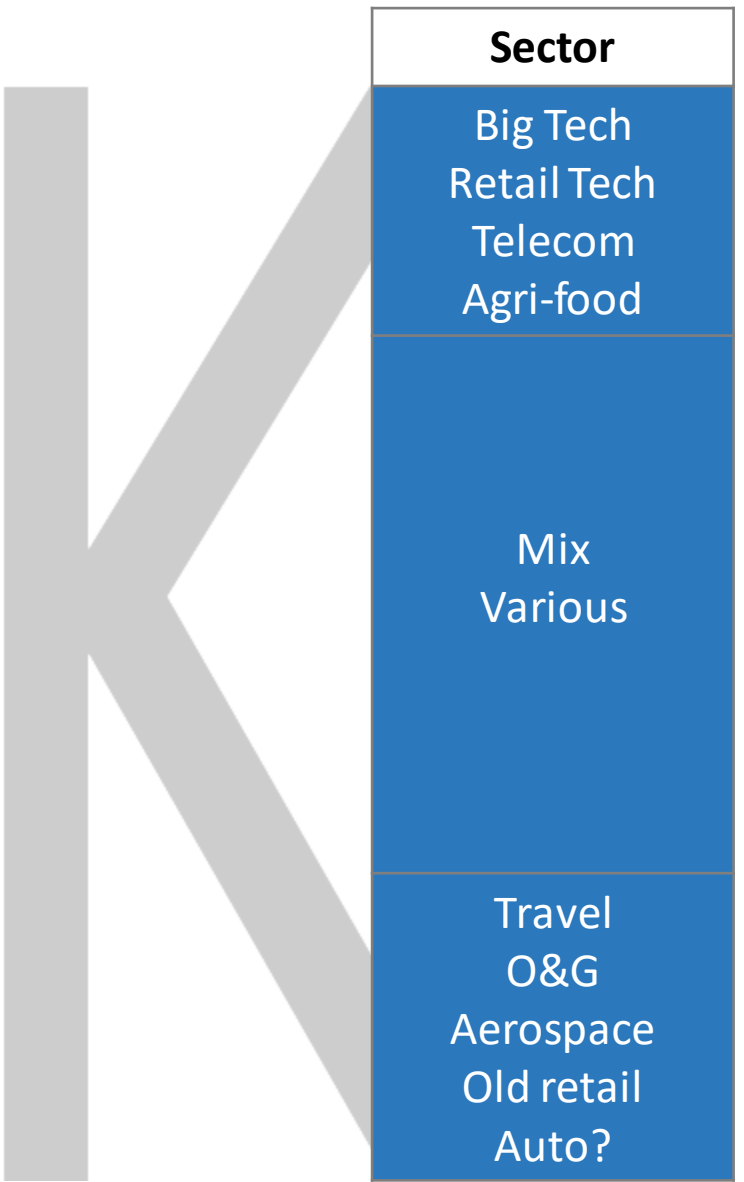 K
Sector
Big Tech
Retail Tech
Telecom
Agri-food
Mix
Various
Travel
O&G
Aerospace
Old retail
Auto?